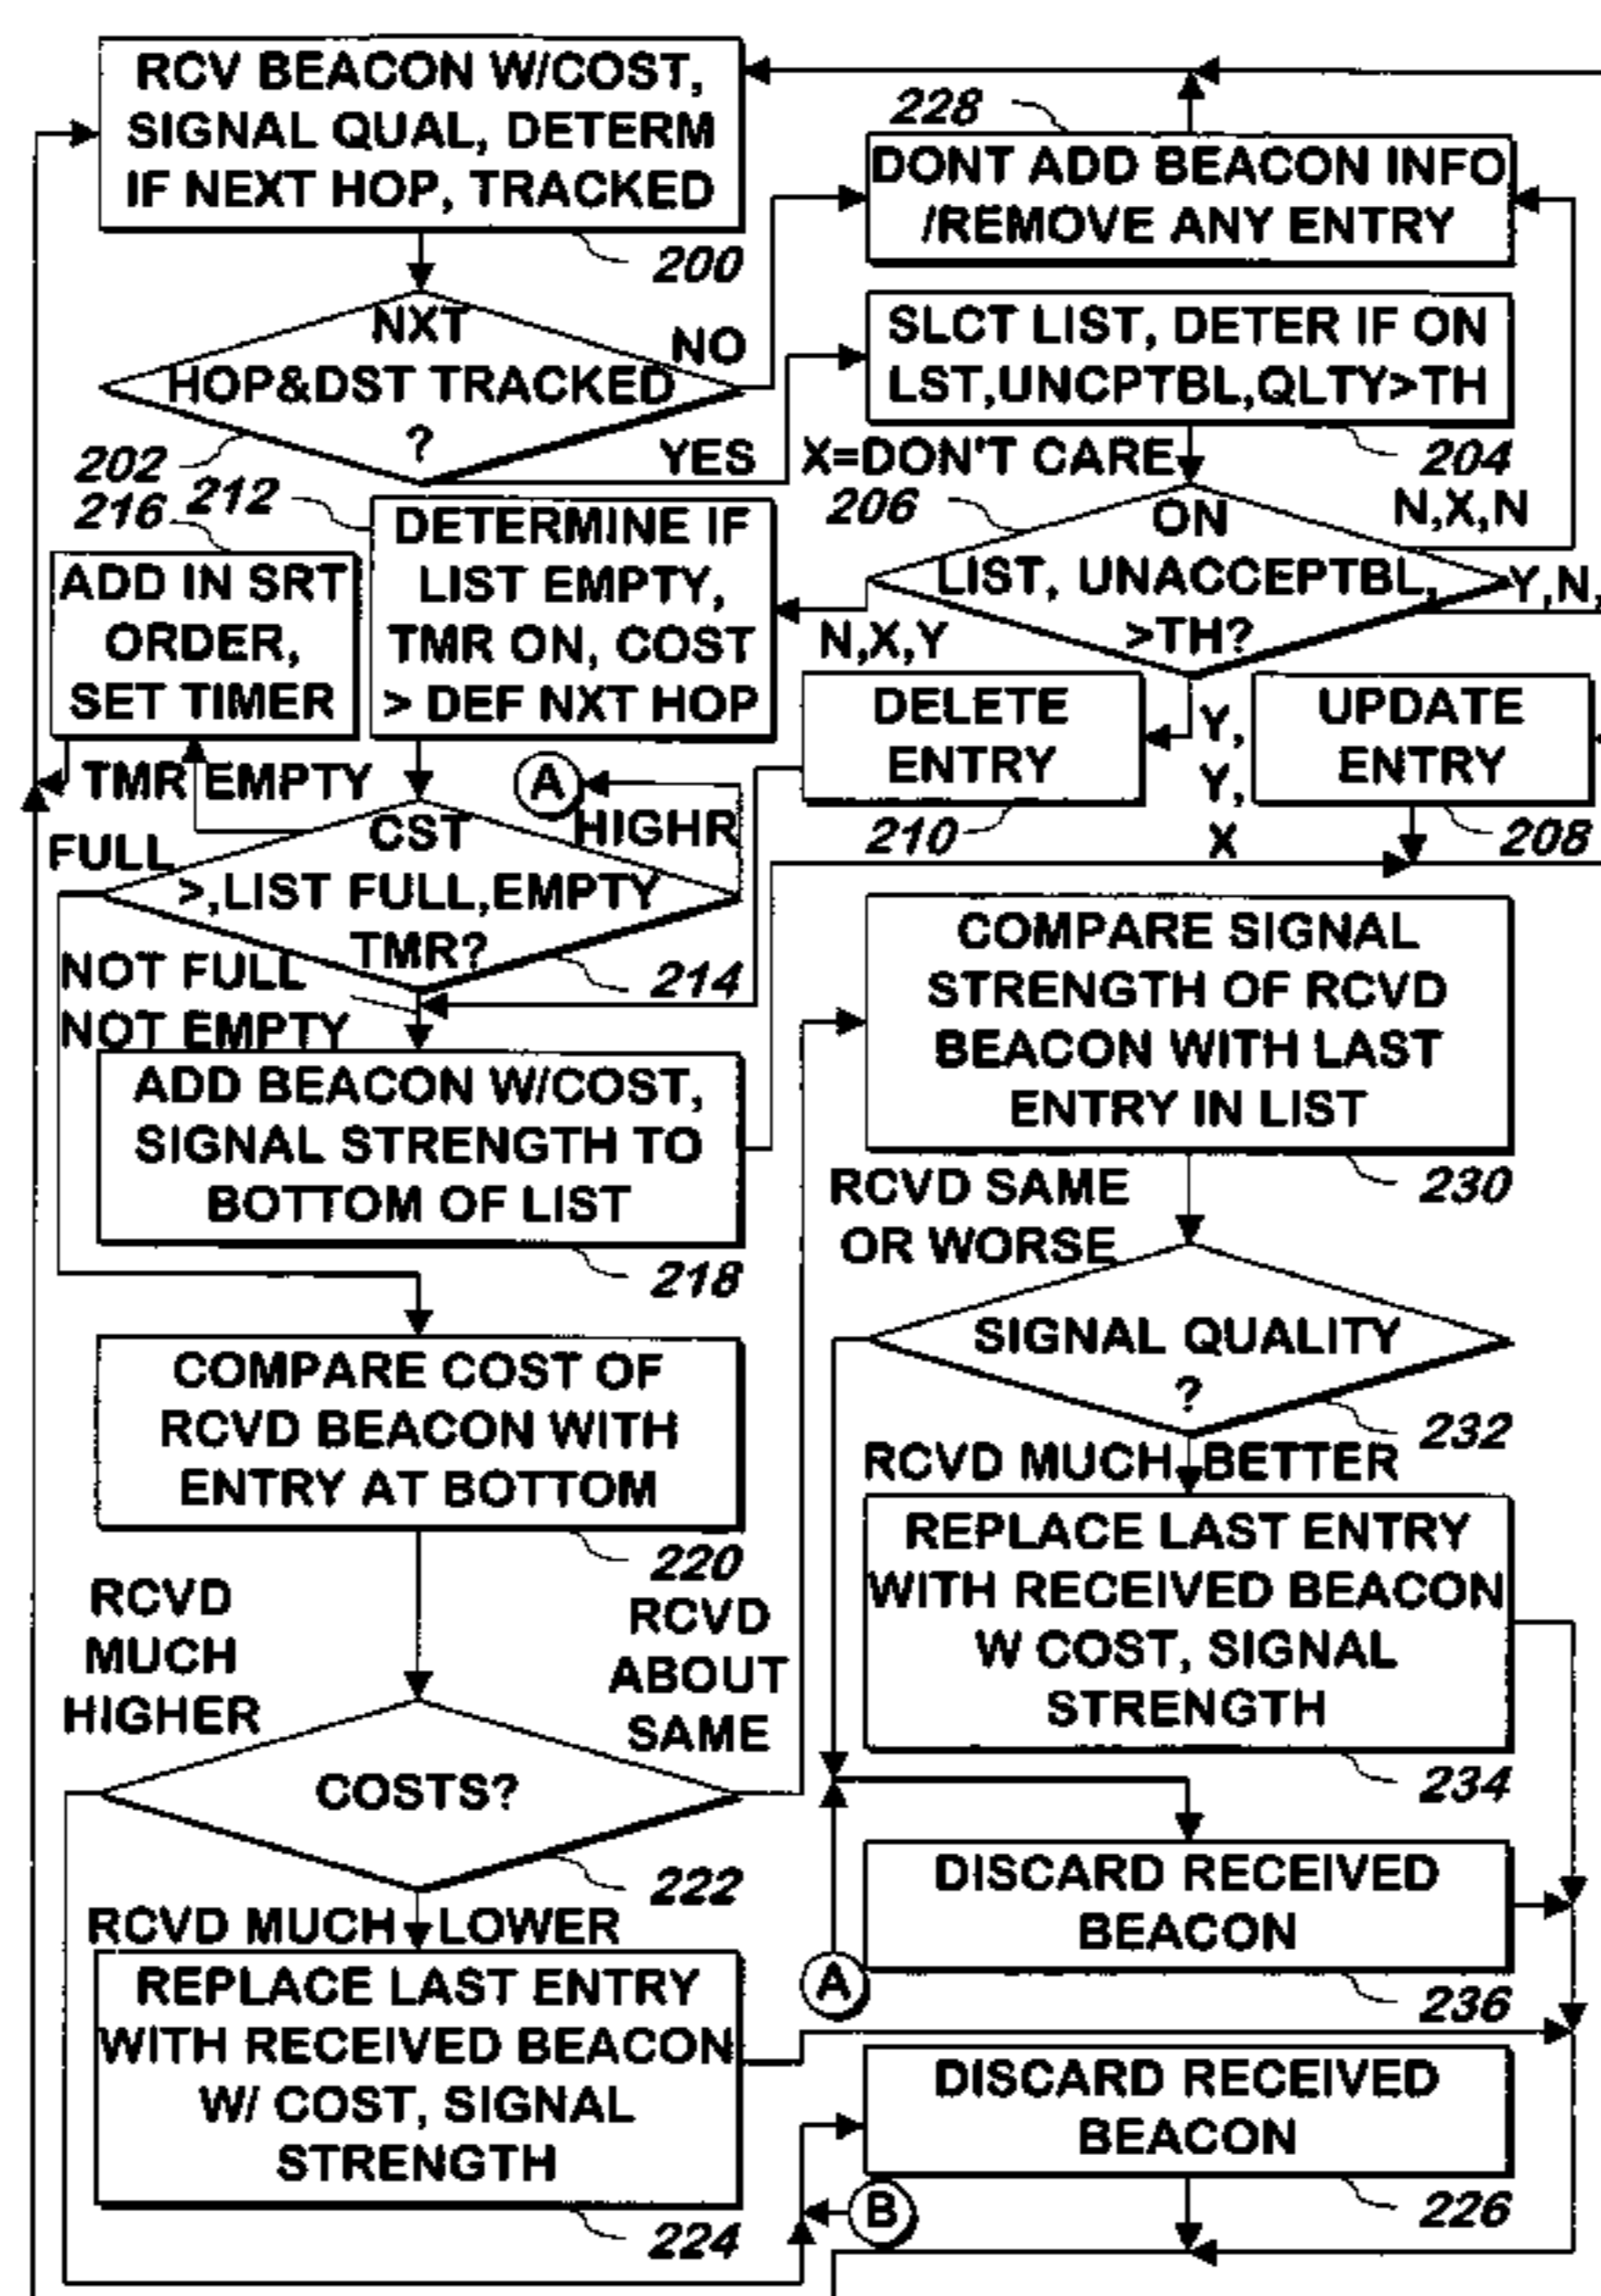 RCV BEACON W/COST,
SIGNAL QUAL, DETERM
IF NEXT HOP, TRACKED
200
228
DONT ADD BEACON INFO
/REMOVE ANY ENTRY
NXT
HOP&DST TRACKED
?
NO
YES
202
SLCT LIST, DETER IF ON
LST,UNCPTBL,QLTY>TH
204
X=DON'T CARE
206
ON
LIST, UNACCEPTBL,
>TH?
N,X,N
Y,N,
N,X,Y
Y,
Y,
X
212
DETERMINE IF
LIST EMPTY,
TMR ON, COST
> DEF NXT HOP
216
ADD IN SRT
ORDER,
SET TIMER
DELETE
ENTRY
210
UPDATE
ENTRY
208
TMR EMPTY
A
HIGHR
FULL
CST
>,LIST FULL,EMPTY
TMR?
214
NOT FULL
NOT EMPTY
ADD BEACON W/COST,
SIGNAL STRENGTH TO
BOTTOM OF LIST
218
COMPARE SIGNAL
STRENGTH OF RCVD
BEACON WITH LAST
ENTRY IN LIST
230
RCVD SAME
OR WORSE
SIGNAL QUALITY
?
232
RCVD MUCH BETTER
COMPARE COST OF
RCVD BEACON WITH
ENTRY AT BOTTOM
220
REPLACE LAST ENTRY
WITH RECEIVED BEACON
W COST, SIGNAL
STRENGTH
234
RCVD
MUCH
HIGHER
RCVD
ABOUT
SAME
COSTS?
222
RCVD MUCH LOWER
DISCARD RECEIVED
BEACON
236
A
REPLACE LAST ENTRY
WITH RECEIVED BEACON
W/ COST, SIGNAL
STRENGTH
224
DISCARD RECEIVED
BEACON
226
B